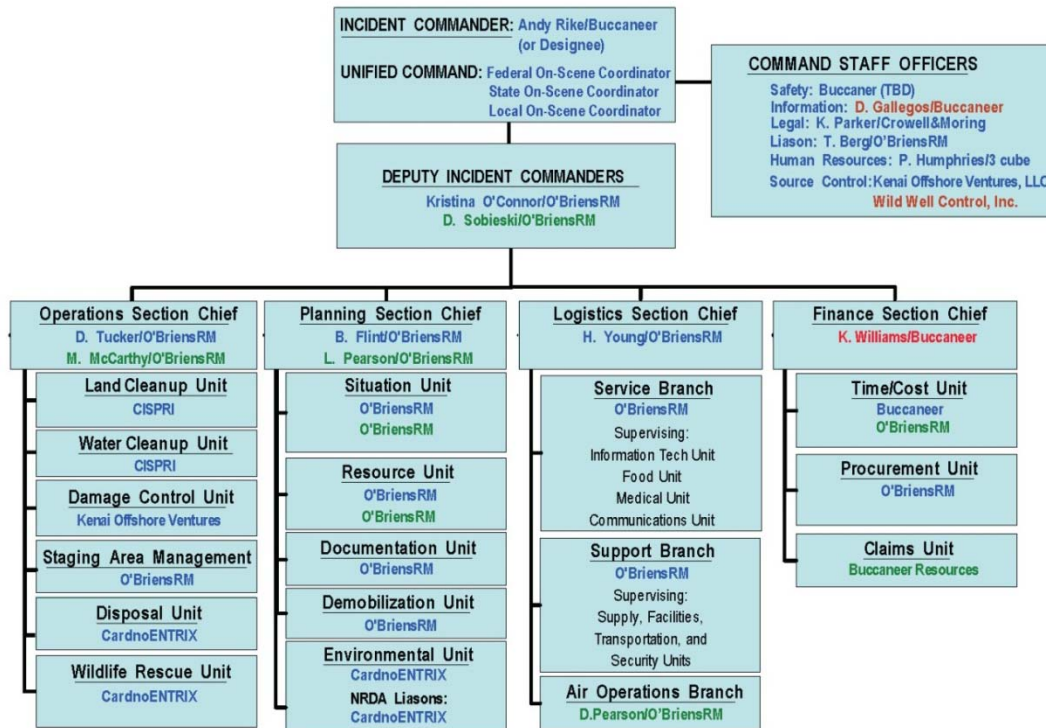 INCIDENT COMMANDER: Andy Rike/Buccaneer
(or Designee)
UNIFIED COMMAND: Federal On-Scene Coordinator
State On-Scene Coordinator
Local On-Scene Coordinator
COMMAND STAFF OFFICERS
Safety: Buccaner (TBD)
Information: D. Gallegos/Buccaneer
Legal: K. Parker/Crowell&Moring
Liason: T. Berg/O'BriensRM
Human Resources: P. Humphries/3 cube
Source Control:Kenai Offshore Ventures, LLC
Wild Well Control, Inc.
DEPUTY INCIDENT COMMANDERS
Kristina O'Connor/O'BriensRM
D. Sobieski/O'BriensRM
Operations Section Chief
D. Tucker/O'BriensRM
M. McCarthy/O'BriensRM
Land Cleanup Unit
CISPRI
Water Cleanup Unit
CISPRI
Damage Control Unit
Kenai Offshore Ventures
Staging Area Management
O'BriensRM
Disposal Unit
CardnoENTRIX
Wildlife Rescue Unit
CardnoENTRIX
Planning Section Chief
B. Flint/O'BriensRM
L. Pearson/O'BriensRM
Situation Unit
O'BriensRM
O'BriensRM
Resource Unit
O'BriensRM
O'BriensRM
Documentation Unit
O'BriensRM
Demobilization Unit
O'BriensRM
Environmental Unit
CardnoENTRIX
NRDA Liasons:
CardnoENTRIX
Logistics Section Chief
H. Young/O'BriensRM
Service Branch
O'BriensRM
Supervising:
Information Tech Unit
Food Unit
Medical Unit
Communications Unit
Support Branch
O'BriensRM
Supervising:
Supply, Facilities,
Transportation, and
Security Units
Air Operations Branch
D.Pearson/O'BriensRM
Finance Section Chief
K. Williams/Buccaneer
Time/Cost Unit
Buccaneer
O'BriensRM
Procurement Unit
O'BriensRM
Claims Unit
Buccaneer Resources